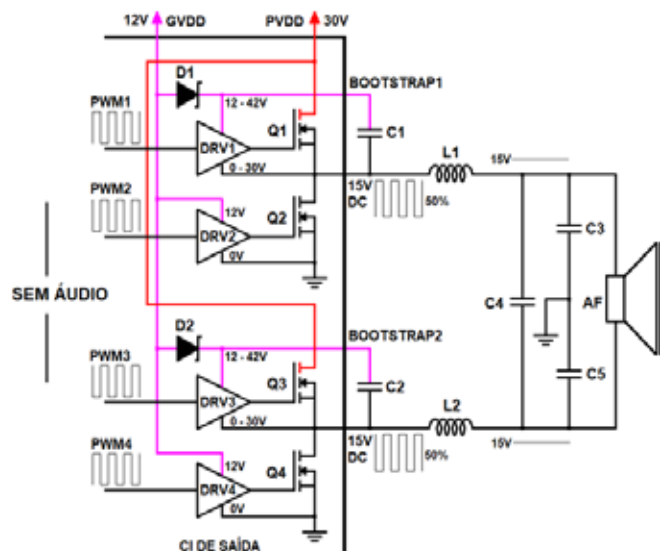 12V GVDD PVDD 30V
D1
BOOTSTRAP1
PWM1
12 - 42V
Q1
C1
DRV1
L1
15V
0 - 30V
PWM2
15V
DC
50%
12V
Q2
C3
DRV2
0V
SEM ÁUDIO
C4
AF
D2
BOOTSTRAP2
12 - 42V
PWM3
Q3
C2
C5
DRV3
L2
0 - 30V
15V
PWM4
15V
DC
50%
12V
Q4
DRV4
0V
CI DE SAÍDA